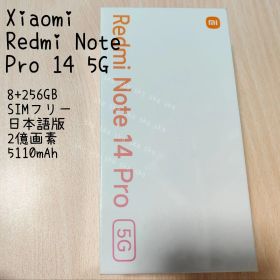 Xiaomi
Redmi Note
Pro 14 5G
8+256GB
SIMフリー
日本語版
2億画素
5110mAh
mi
Redmi Note 14 Pro
5G